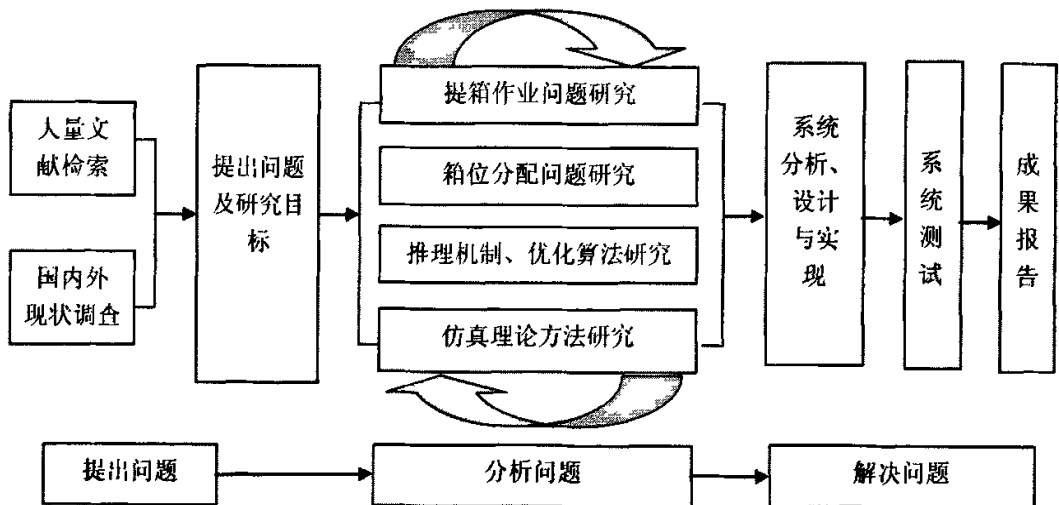 大量文
献检索
国内外
现状调查
提出问题
及研究目
标
提箱作业问题研究
箱位分配问题研究
推理机制、优化算法研究
仿真理论方法研究
系统
分析、
设计
与实
现
系
统
测
试
成
果
报
告
提出问题
分析问题
解决问题